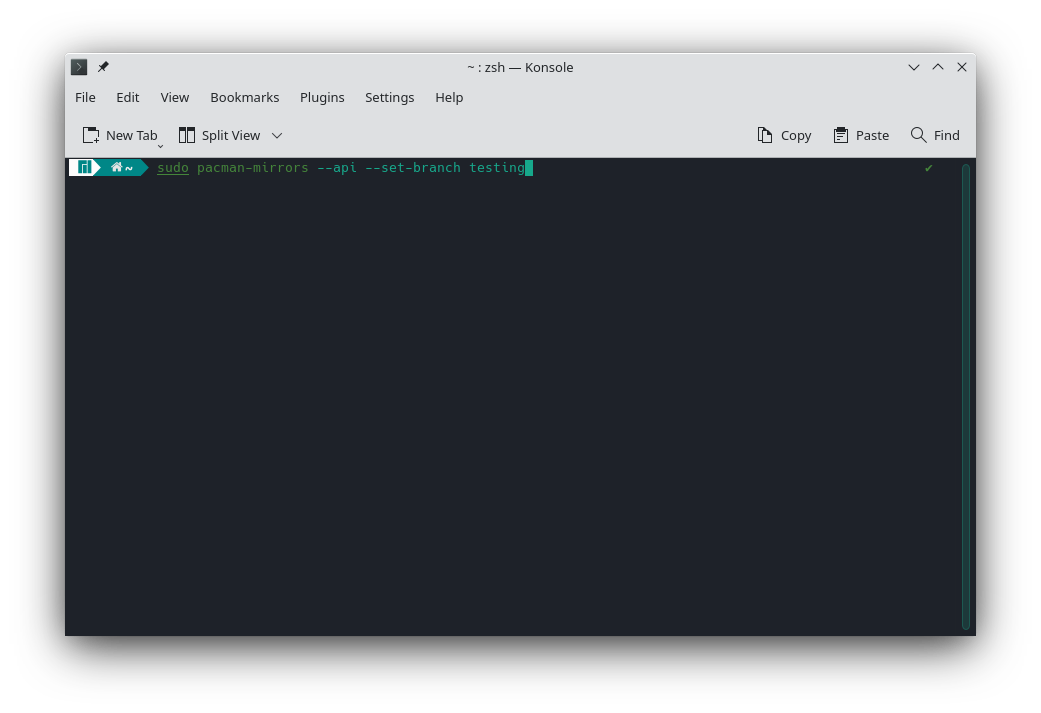 ~ : zsh — Konsole
File Edit View Bookmarks Plugins Settings Help
New Tab Split View Copy Paste Find
~ sudo pacman-mirrors --api --set-branch testing ✔